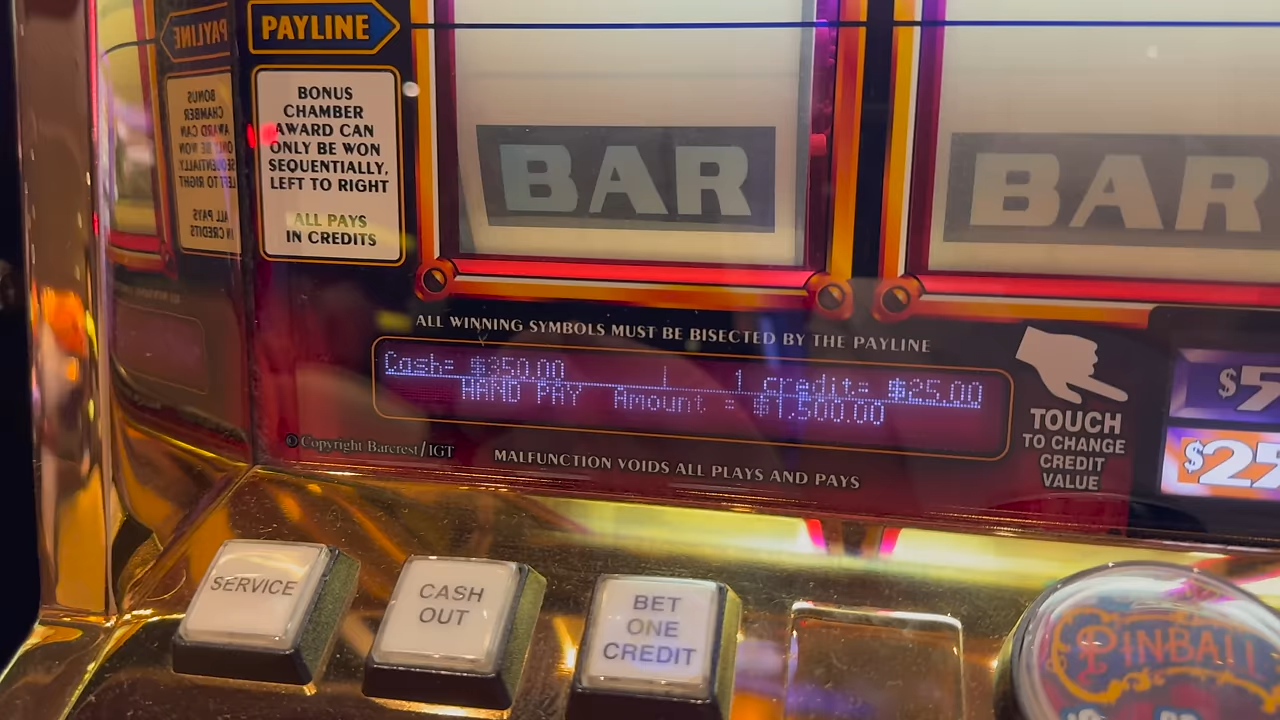 PAYLINE
BONUS
CHAMBER
AWARD CAN
ONLY BE WON
SEQUENTIALLY,
LEFT TO RIGHT
ALL PAYS
IN CREDITS
BAR
BAR
ALL WINNING SYMBOLS MUST BE BISECTED BY THE PAYLINE
Cash= $350.00 1 Credit= $25.00
HAND PAY Amount = $1,500.00
© Copyright Barcrest/IGT
MALFUNCTION VOIDS ALL PLAYS AND PAYS
TOUCH
TO CHANGE
CREDIT
VALUE
$25
SERVICE
CASH
OUT
BET
ONE
CREDIT
PINBALL